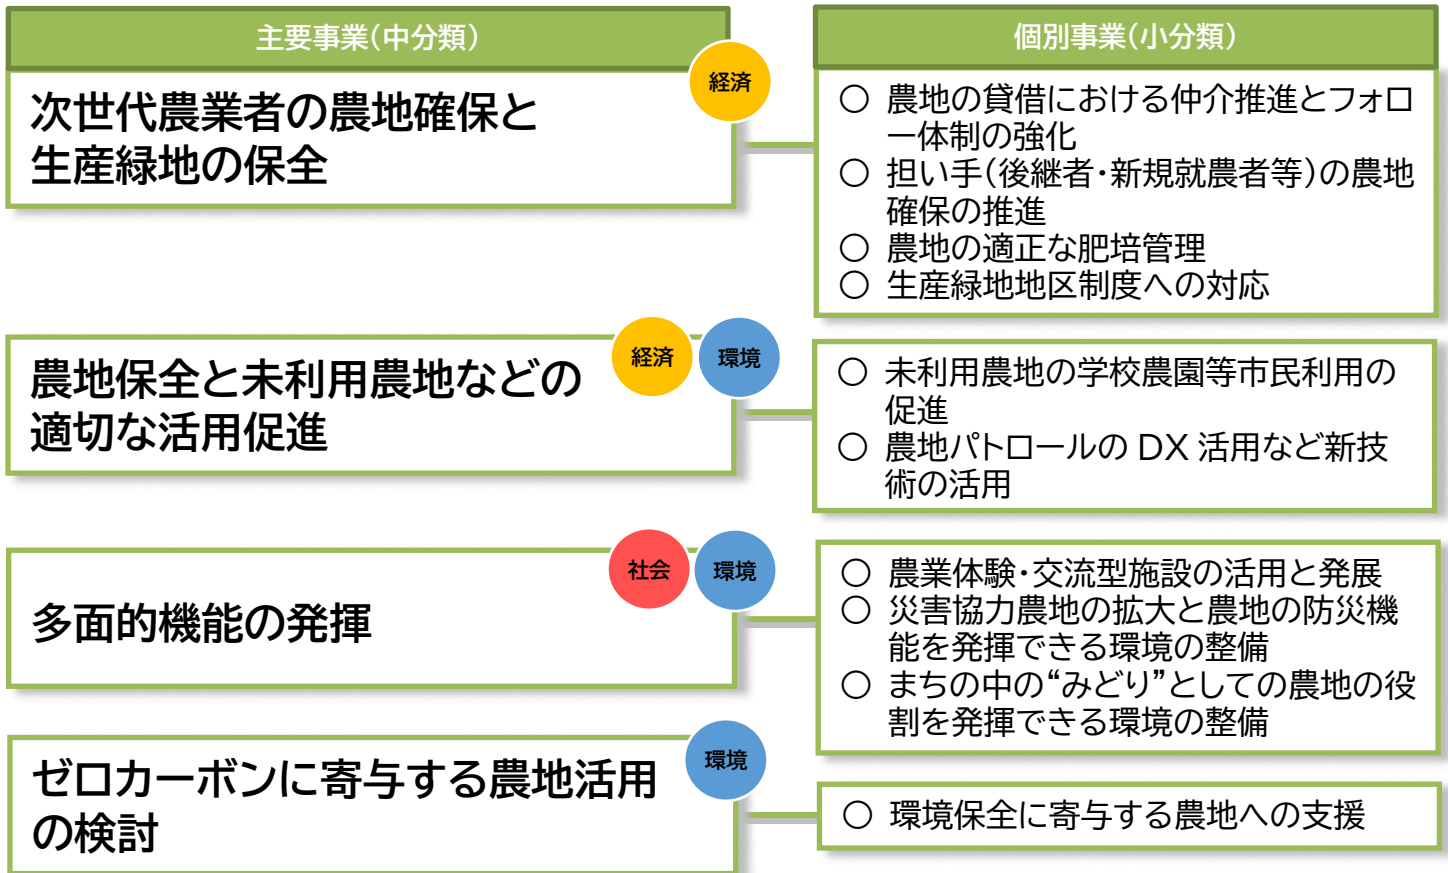 主要事業(中分類)
個別事業(小分類)
経済
次世代農業者の農地確保と
生産緑地の保全
○ 農地の貸借における仲介推進とフォロ
ー体制の強化
○ 担い手(後継者・新規就農者等)の農地
確保の推進
○ 農地の適正な肥培管理
○ 生産緑地地区制度への対応
経済
環境
農地保全と未利用農地などの
適切な活用促進
○ 未利用農地の学校農園等市民利用の
促進
○ 農地パトロールの DX 活用など新技
術の活用
社会
環境
多面的機能の発揮
○ 農業体験・交流型施設の活用と発展
○ 災害協力農地の拡大と農地の防災機
能を発揮できる環境の整備
○ まちの中の“みどり”としての農地の役
割を発揮できる環境の整備
環境
ゼロカーボンに寄与する農地活用
の検討
○ 環境保全に寄与する農地への支援